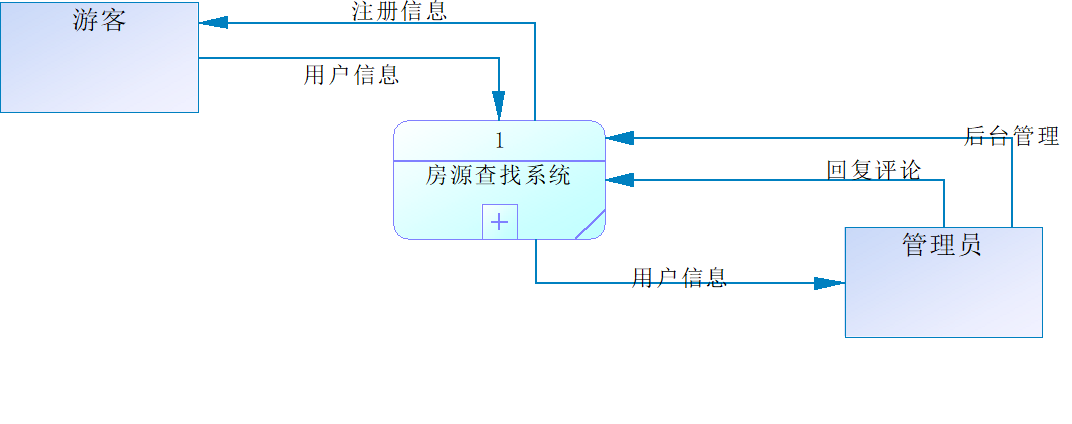 注册信息
游客
用户信息
1
房源查找系统
后台管理
回复评论
管理员
用户信息